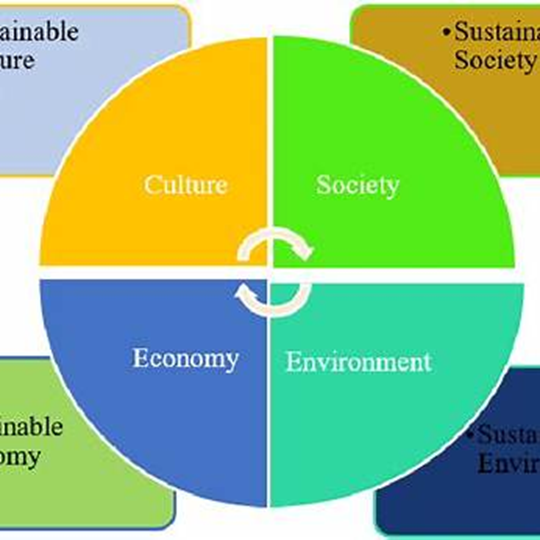 ainable
ure
•Sustaina
Society
Culture
Society
Economy
Environment
inable
omy
•Susta
Envir